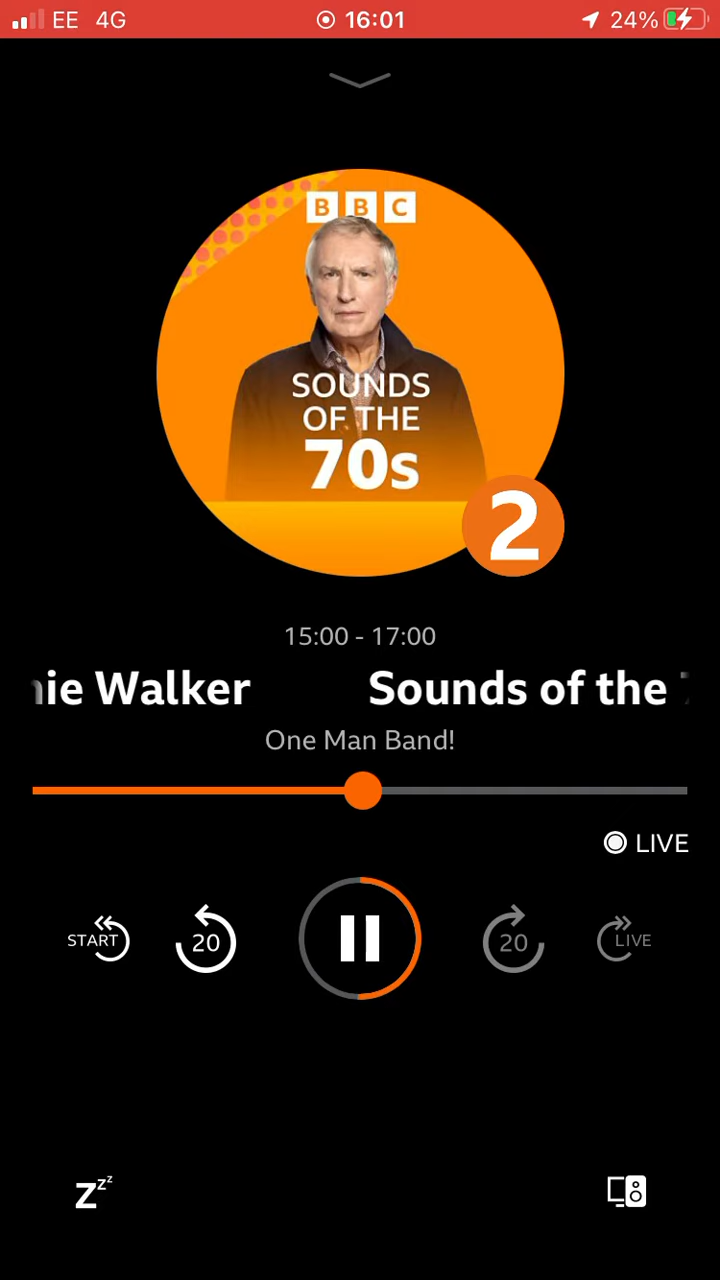 EE 4G 16:01 24%
BBC
SOUNDS
OF THE
70s
2
15:00 - 17:00
Walker Sounds of the
One Man Band!
LIVE
START 20 20 LIVE
Zzz